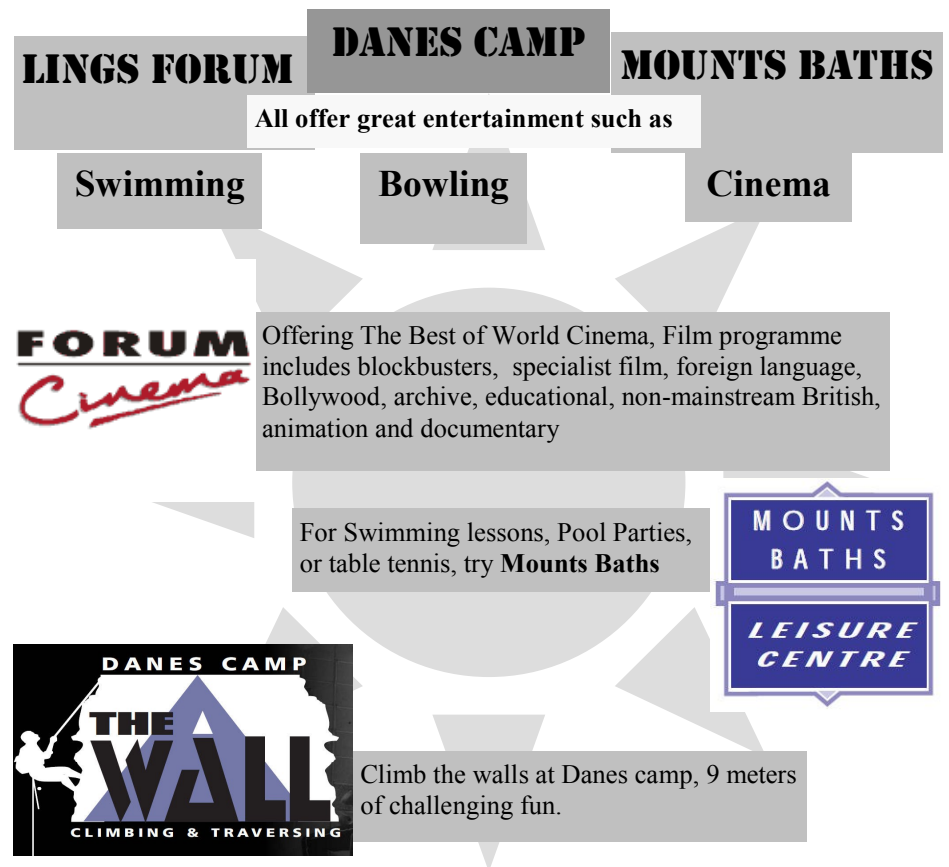 LINGS FORUM
DANES CAMP
MOUNTS BATHS
All offer great entertainment such as
Swimming
Bowling
Cinema
FORUM
Cinema
Offering The Best of World Cinema, Film programme
includes blockbusters, specialist film, foreign language,
Bollywood, archive, educational, non-mainstream British,
animation and documentary
For Swimming lessons, Pool Parties,
or table tennis, try Mounts Baths
MOUNTS
BATHS
LEISURE
CENTRE
DANES CAMP
THE
WALL
CLIMBING & TRAVERSING
Climb the walls at Danes camp, 9 meters
of challenging fun.